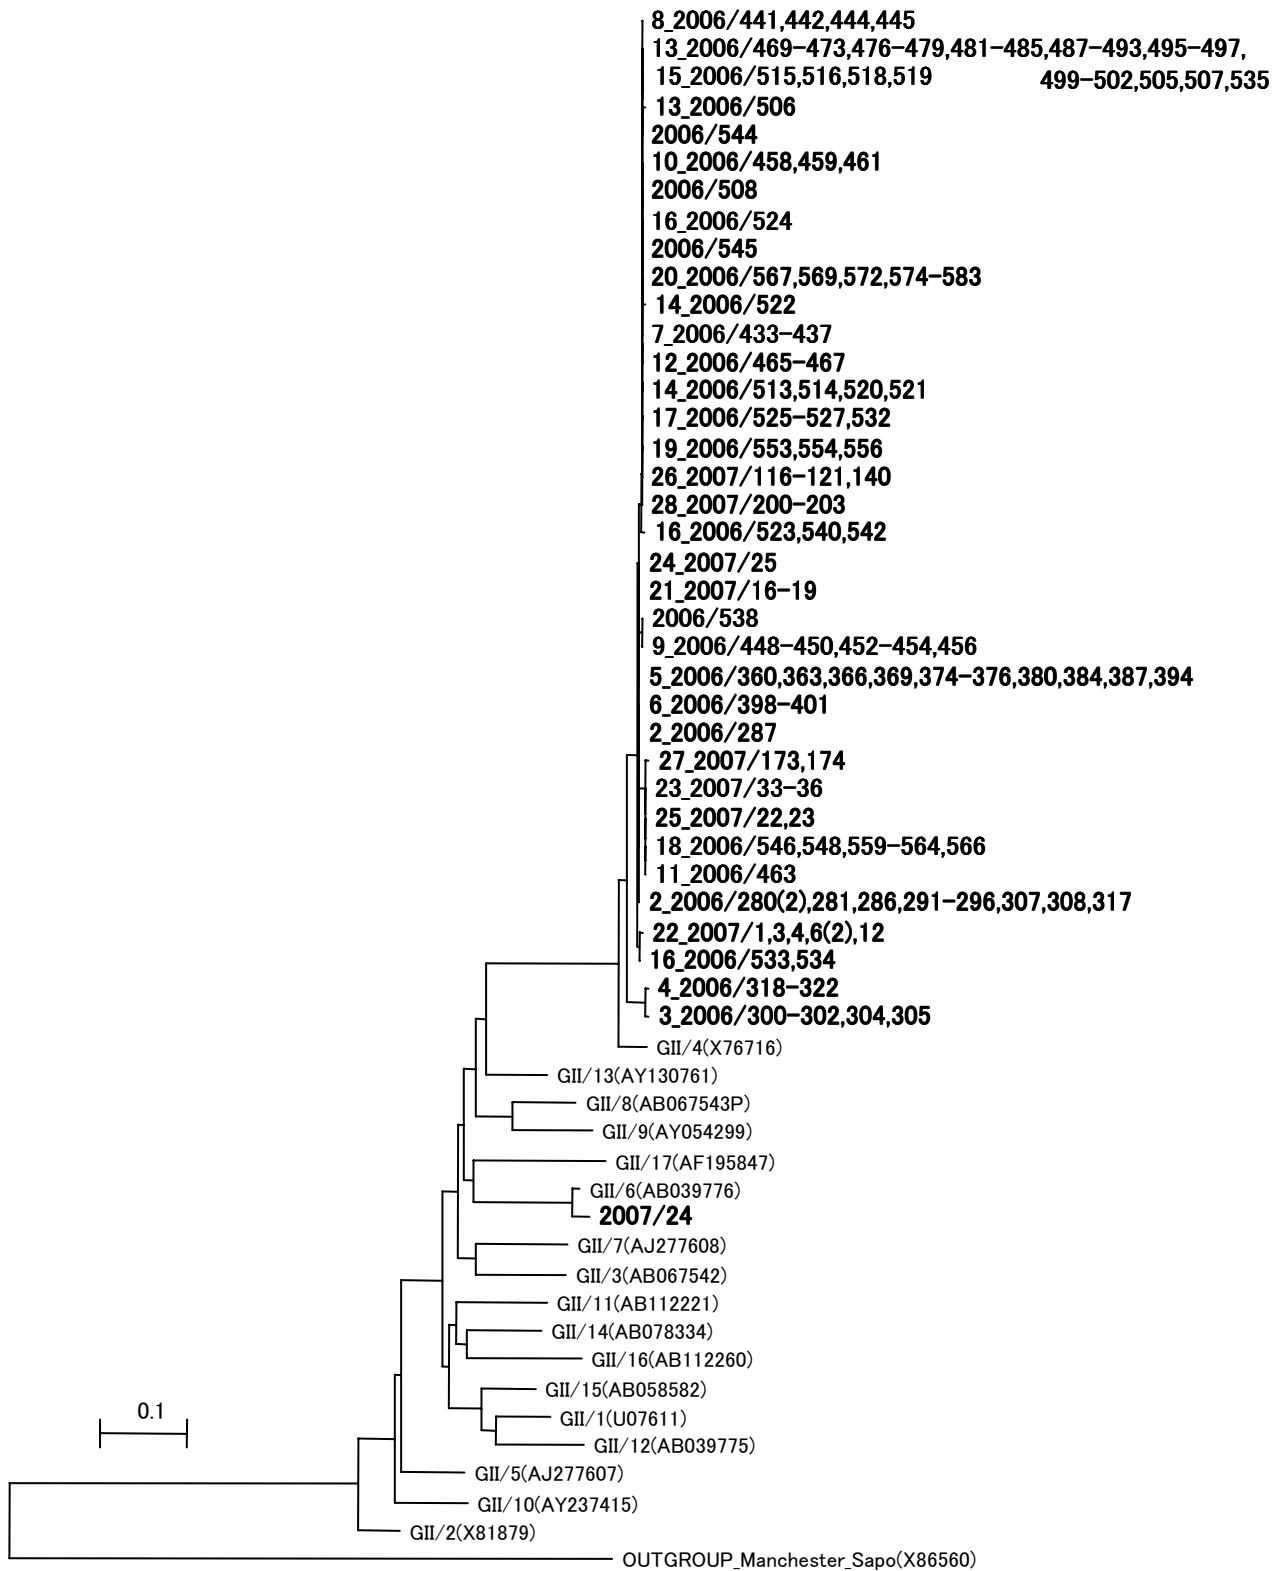 8_2006/441,442,444,445
13_2006/469-473,476-479,481-485,487-493,495-497,
499-502,505,507,535
15_2006/515,516,518,519
13_2006/506
2006/544
10_2006/458,459,461
2006/508
16_2006/524
2006/545
20_2006/567,569,572,574-583
14_2006/522
7_2006/433-437
12_2006/465-467
14_2006/513,514,520,521
17_2006/525-527,532
19_2006/553,554,556
26_2007/116-121,140
28_2007/200-203
16_2006/523,540,542
24_2007/25
21_2007/16-19
2006/538
9_2006/448-450,452-454,456
5_2006/360,363,366,369,374-376,380,384,387,394
6_2006/398-401
2_2006/287
27_2007/173,174
23_2007/33-36
25_2007/22,23
18_2006/546,548,559-564,566
11_2006/463
2_2006/280(2),281,286,291-296,307,308,317
22_2007/1,3,4,6(2),12
16_2006/533,534
4_2006/318-322
3_2006/300-302,304,305
GII/4(X76716)
GII/13(AY130761)
GII/8(AB067543P)
GII/9(AY054299)
GII/17(AF195847)
GII/6(AB039776)
2007/24
GII/7(AJ277608)
GII/3(AB067542)
GII/11(AB112221)
GII/14(AB078334)
GII/16(AB112260)
GII/15(AB058582)
0.1
GII/1(U07611)
GII/12(AB039775)
GII/5(AJ277607)
GII/10(AY237415)
GII/2(X81879)
OUTGROUP_Manchester_Sapo(X86560)